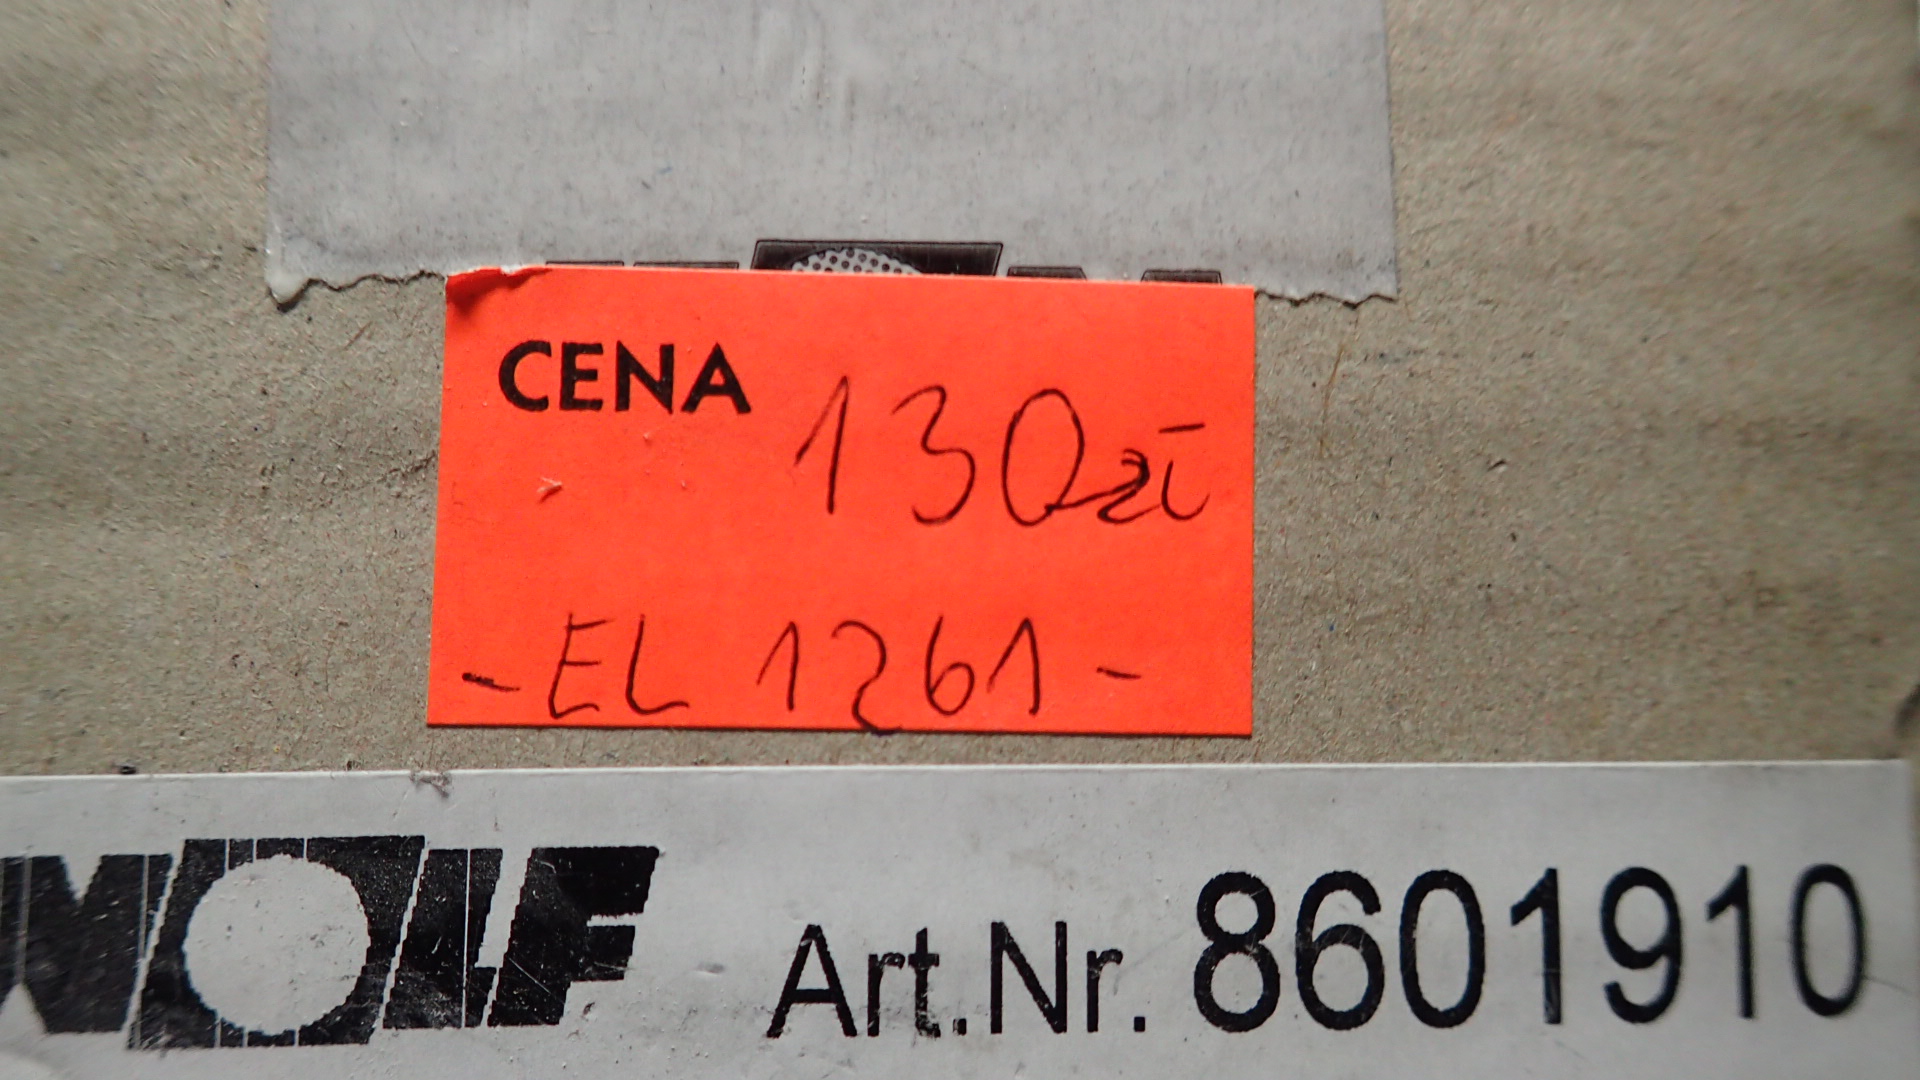 CENA 130zł
- EL 1261 -
WOLF Art.Nr. 8601910